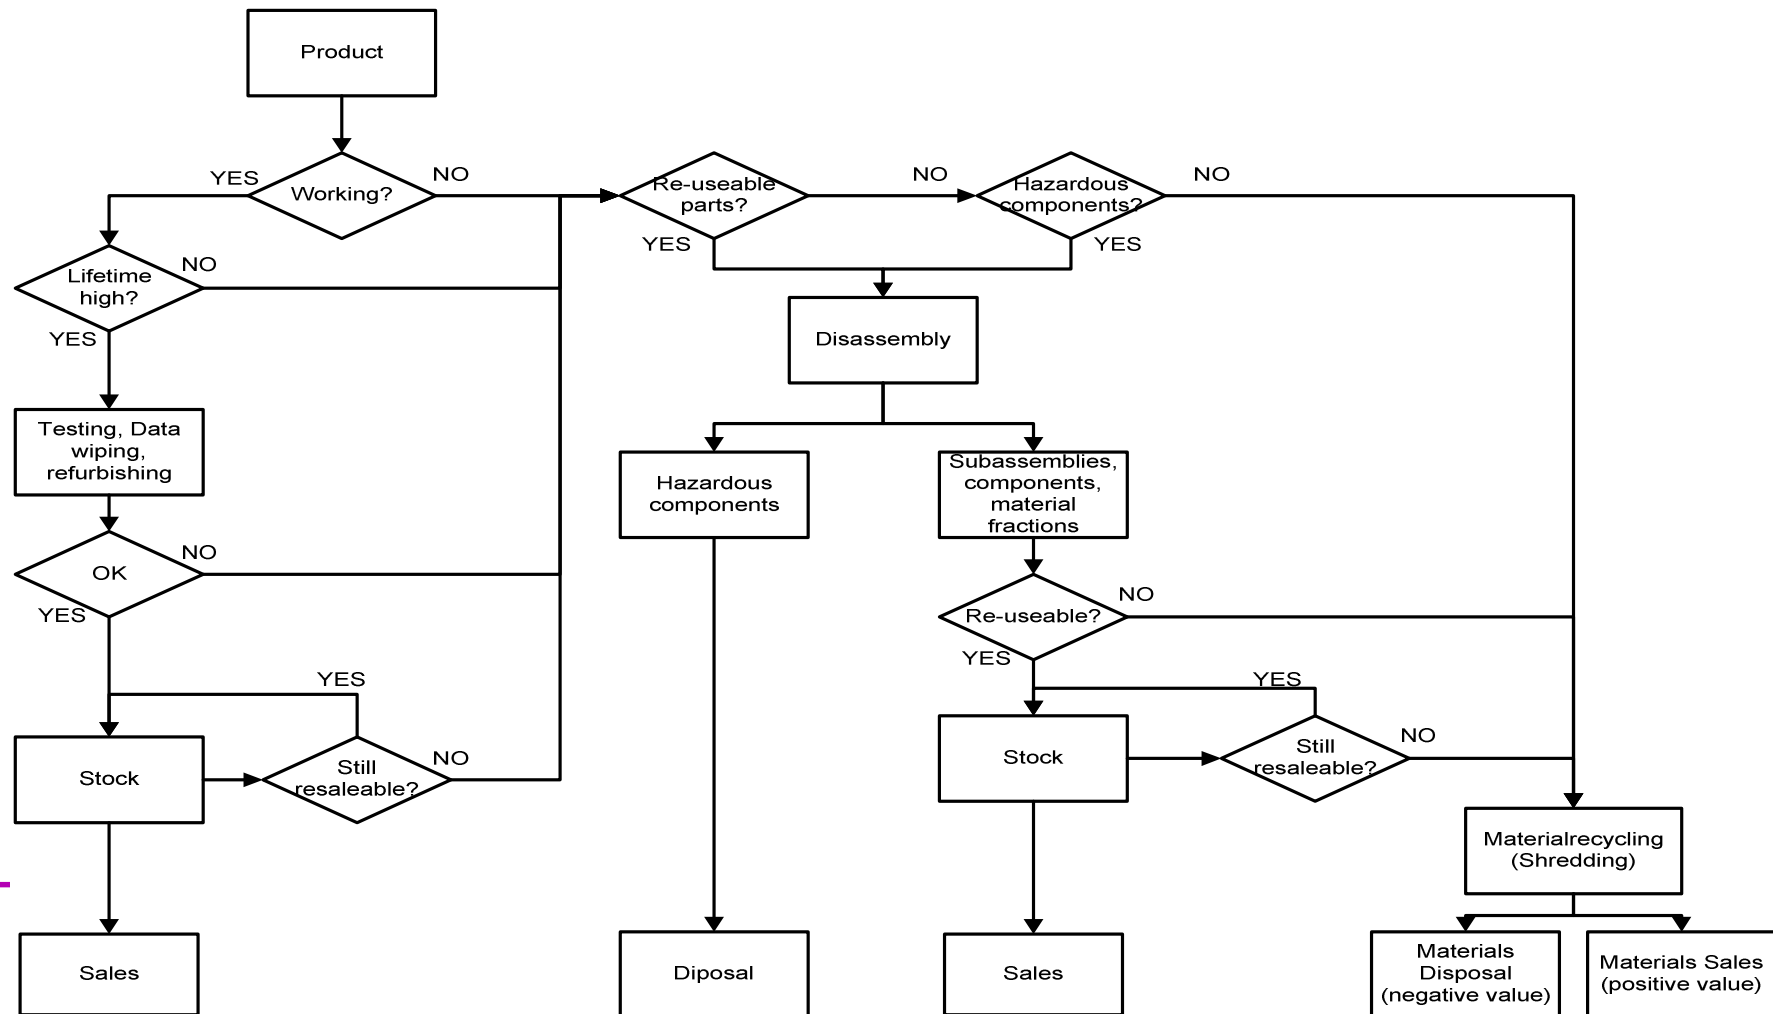 Product
YES
NO
Working?
Re-useable
parts?
NO
Hazardous
components?
NO
YES
YES
Lifetime
high?
NO
YES
Disassembly
Testing, Data
wiping,
refurbishing
Hazardous
components
Subassemblies,
components,
material
fractions
OK
NO
YES
Re-useable?
NO
YES
YES
YES
Stock
Still
resaleable?
NO
Stock
Still
resaleable?
NO
Materialrecycling
(Shredding)
Sales
Diposal
Sales
Materials
Disposal
(negative value)
Materials Sales
(positive value)